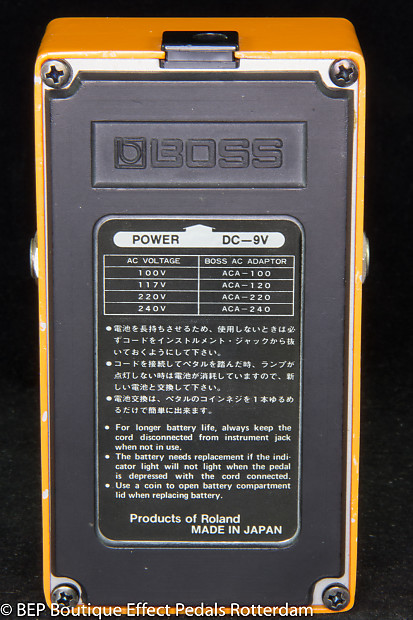 BOSS
POWER DC—9V
AC VOLTAGE BOSS AC ADAPTOR
100V ACA—100
117V ACA—120
220V ACA—220
240V ACA—240
●電池を長持ちさせるため、使用しないときは必
ずコードをインストルメント・ジャックから抜
いておくようにして下さい。
●コードを接続してペタルを踏んだ時、ランプが
点灯しない時は電池が消耗していますので、新
しい電池と交換して下さい。
●電池交換は、ペタルのコインネジを1本ゆるめ
るだけで簡単に出来ます。
● For longer battery life, always keep the
cord disconnected from instrument jack
when not in use.
● The battery needs replacement if the indi-
cator light will not light when the pedal
is depressed with the cord connected.
● Use a coin to open battery compartment
lid when replacing battery.
Products of Roland
MADE IN JAPAN
© BEP Boutique Effect Pedals Rotterdam